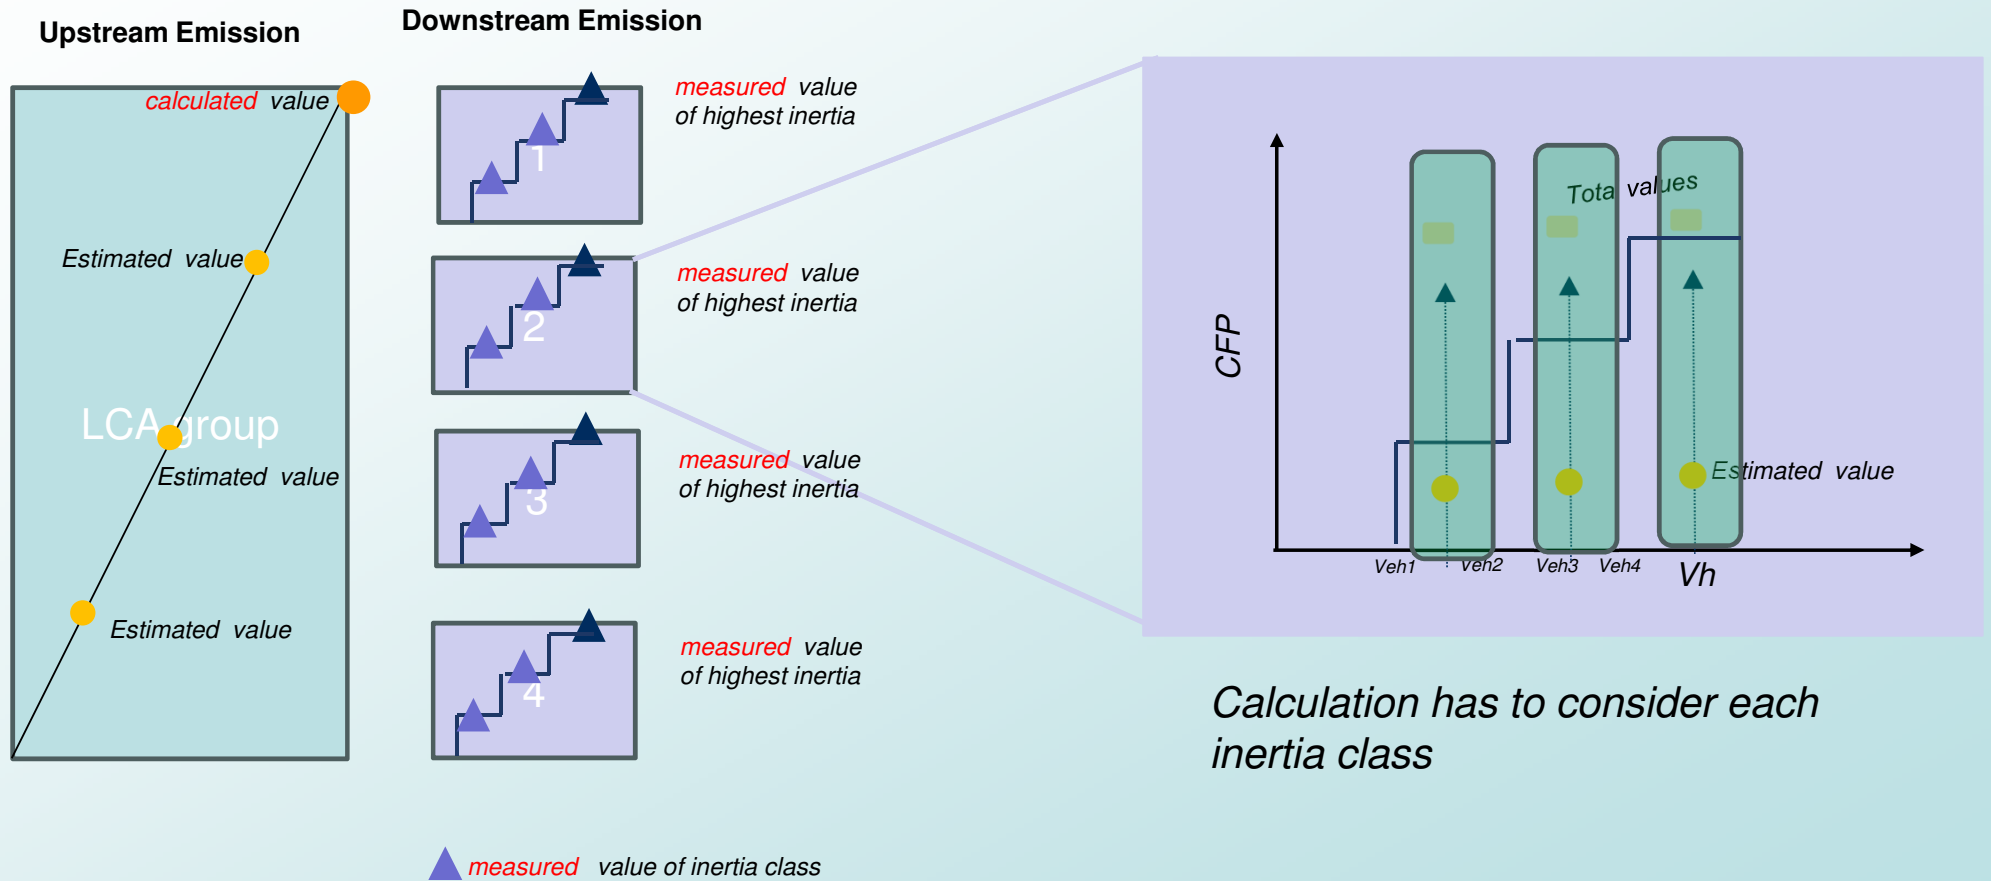 Upstream Emission
Downstream Emission
calculated value
Estimated value
LCA group
Estimated value
Estimated value
1
measured value
of highest inertia
2
measured value
of highest inertia
3
measured value
of highest inertia
4
measured value
of highest inertia
measured value of inertia class
Total values
CFP
Estimated value
Veh1
Veh2
Veh3
Veh4
Vh
Calculation has to consider each
inertia class